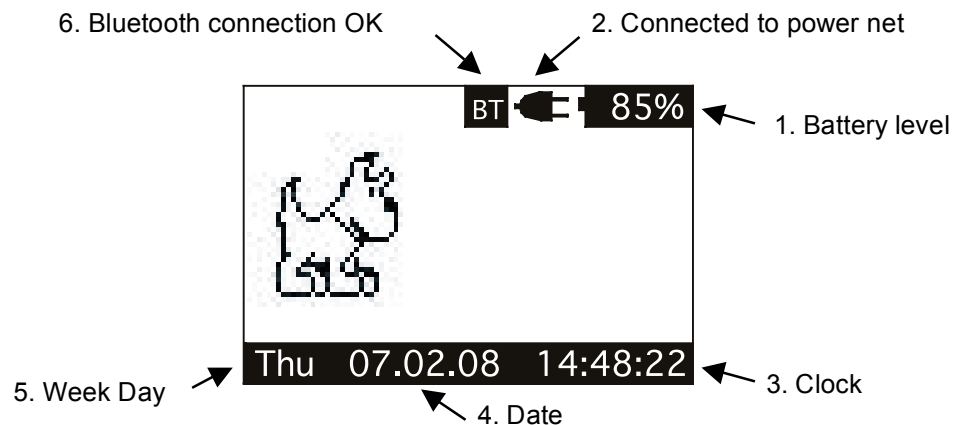 6. Bluetooth connection OK
2. Connected to power net
BT 85%
1. Battery level
Thu 07.02.08 14:48:22
5. Week Day
3. Clock
4. Date